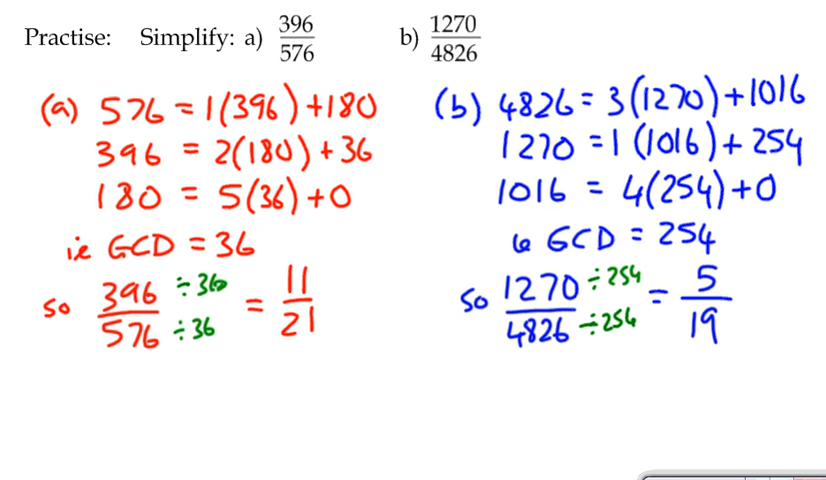 Practise: Simplify: a) 396/576 b) 1270/4826
(a) 576 = 1(396)+180
396 = 2(180)+36
180 = 5(36)+0
ie GCD = 36
so 396/576 ÷36 ÷36 = 11/21
(b) 4826 = 3(1270)+1016
1270 = 1(1016)+254
1016 = 4(254)+0
ie GCD = 254
so 1270/4826 ÷254 ÷254 = 5/19